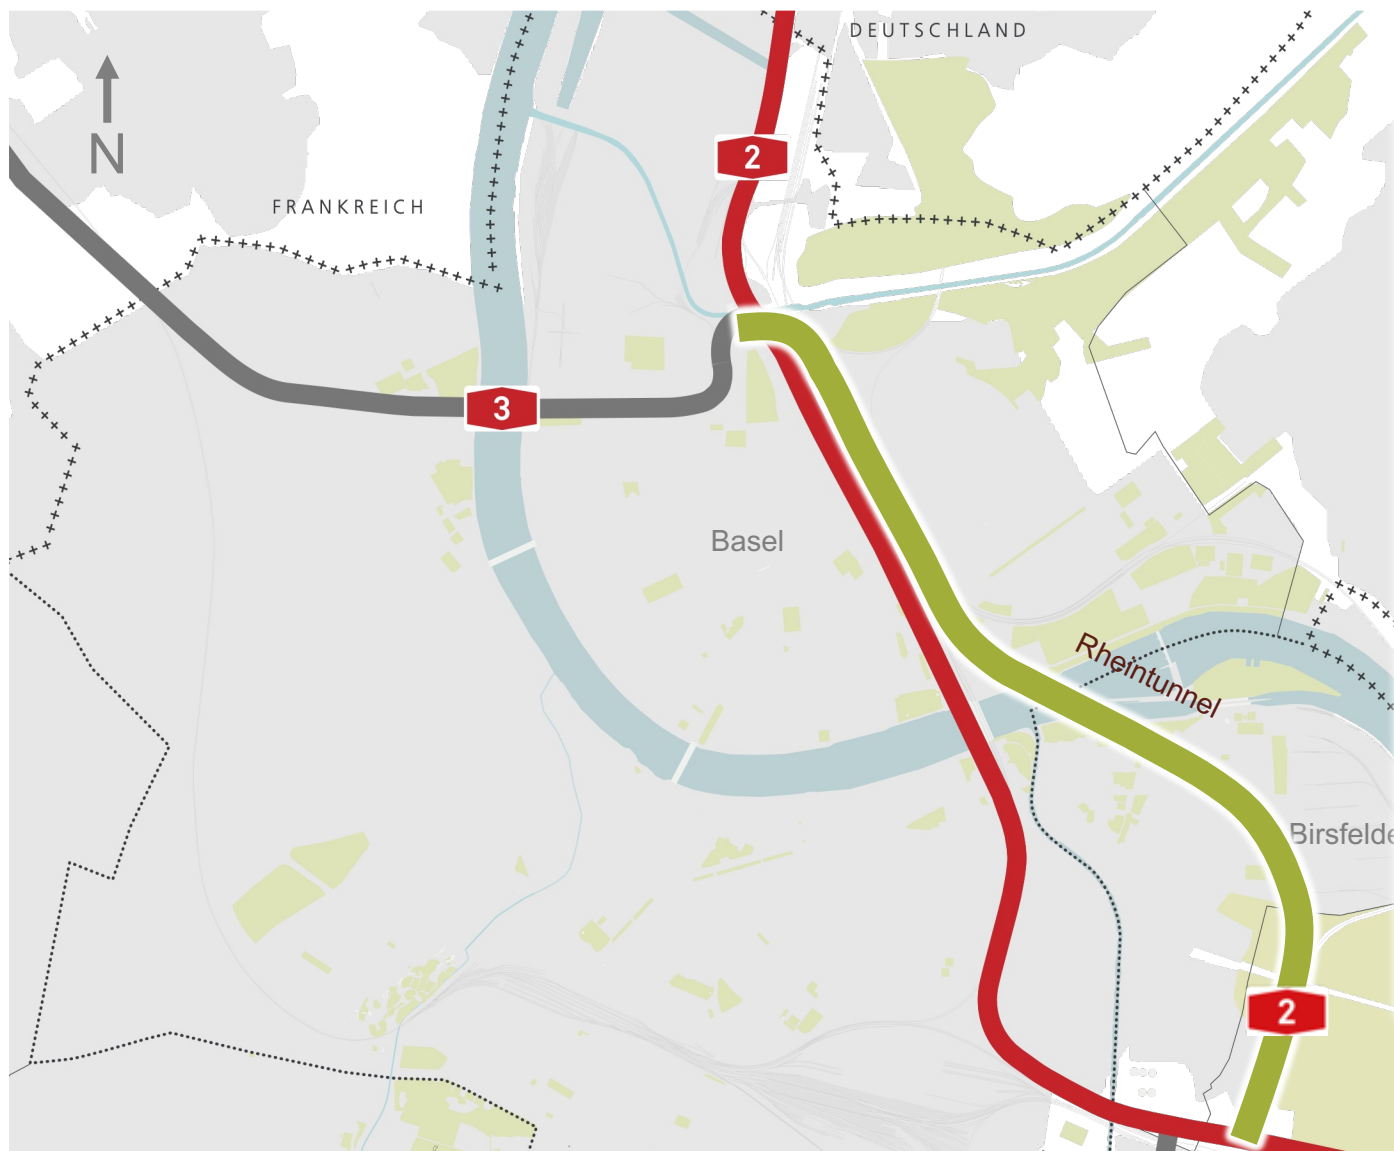 DEUTSCHLAND
N
2
FRANKREICH
3
Basel
Rheintunnel
Birsfelde
2